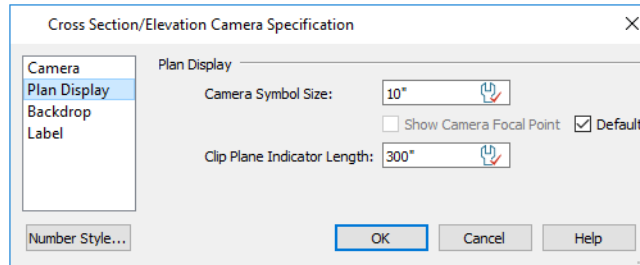 Cross Section/Elevation Camera Specification
Camera
Plan Display
Backdrop
Label
Plan Display
Camera Symbol Size: 10"
Show Camera Focal Point Default
Clip Plane Indicator Length: 300"
Number Style... OK Cancel Help